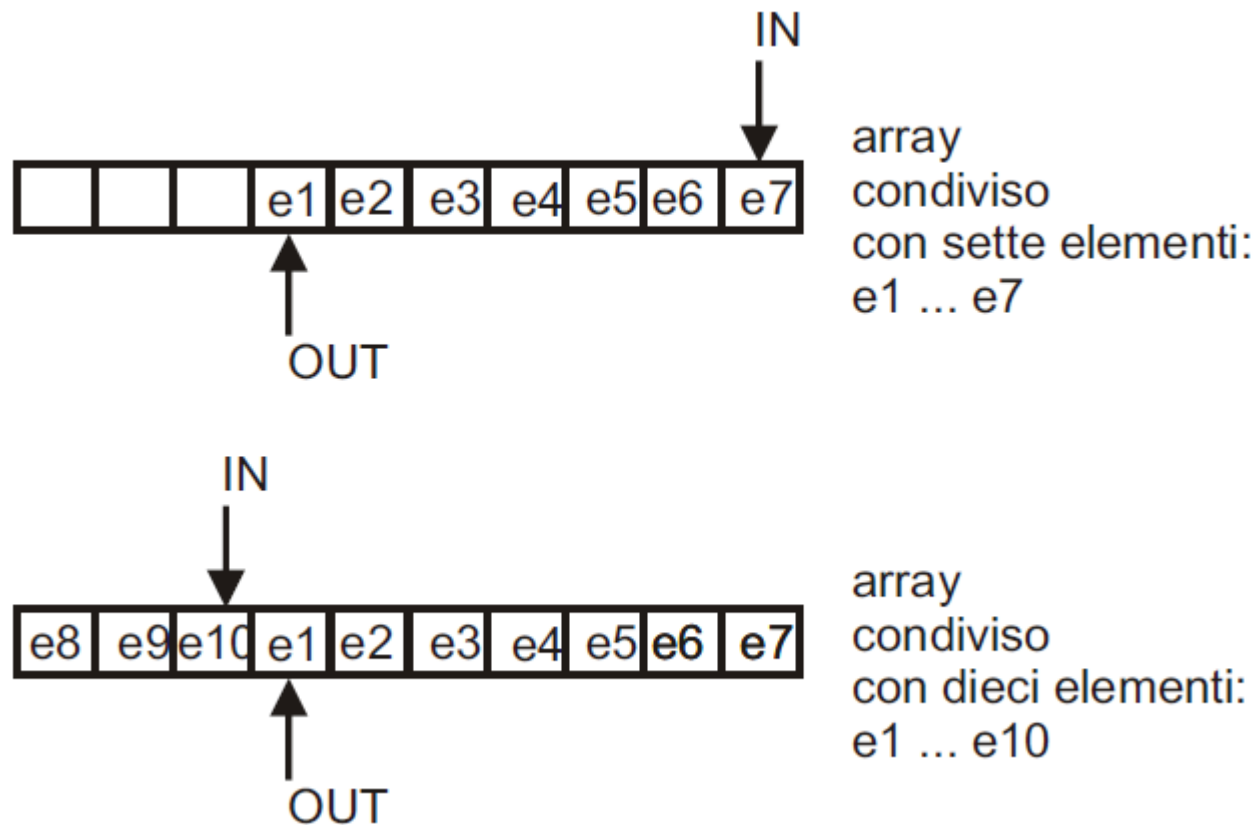 IN
e1 e2 e3 e4 e5 e6 e7
OUT
array
condiviso
con sette elementi:
e1 ... e7
IN
e8 e9 e10 e1 e2 e3 e4 e5 e6 e7
OUT
array
condiviso
con dieci elementi:
e1 ... e10